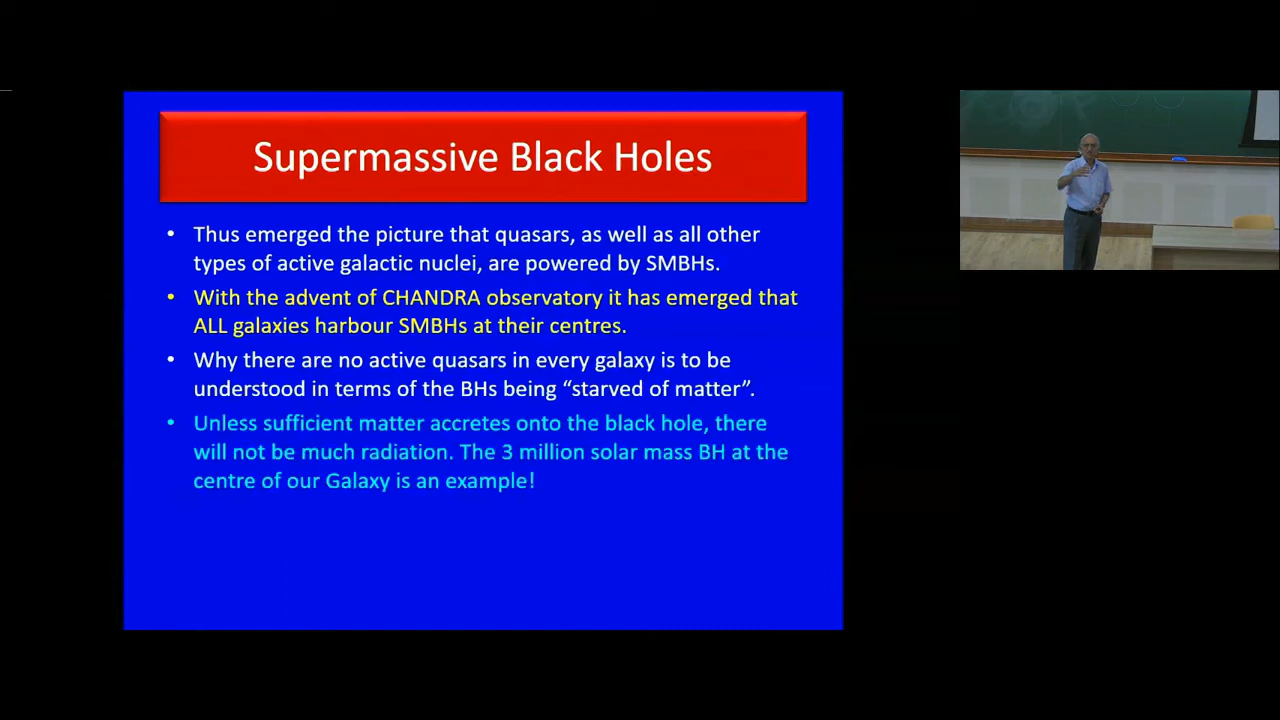 Supermassive Black Holes
• Thus emerged the picture that quasars, as well as all other
types of active galactic nuclei, are powered by SMBHs.
• With the advent of CHANDRA observatory it has emerged that
ALL galaxies harbour SMBHs at their centres.
• Why there are no active quasars in every galaxy is to be
understood in terms of the BHs being “starved of matter”.
• Unless sufficient matter accretes onto the black hole, there
will not be much radiation. The 3 million solar mass BH at the
centre of our Galaxy is an example!